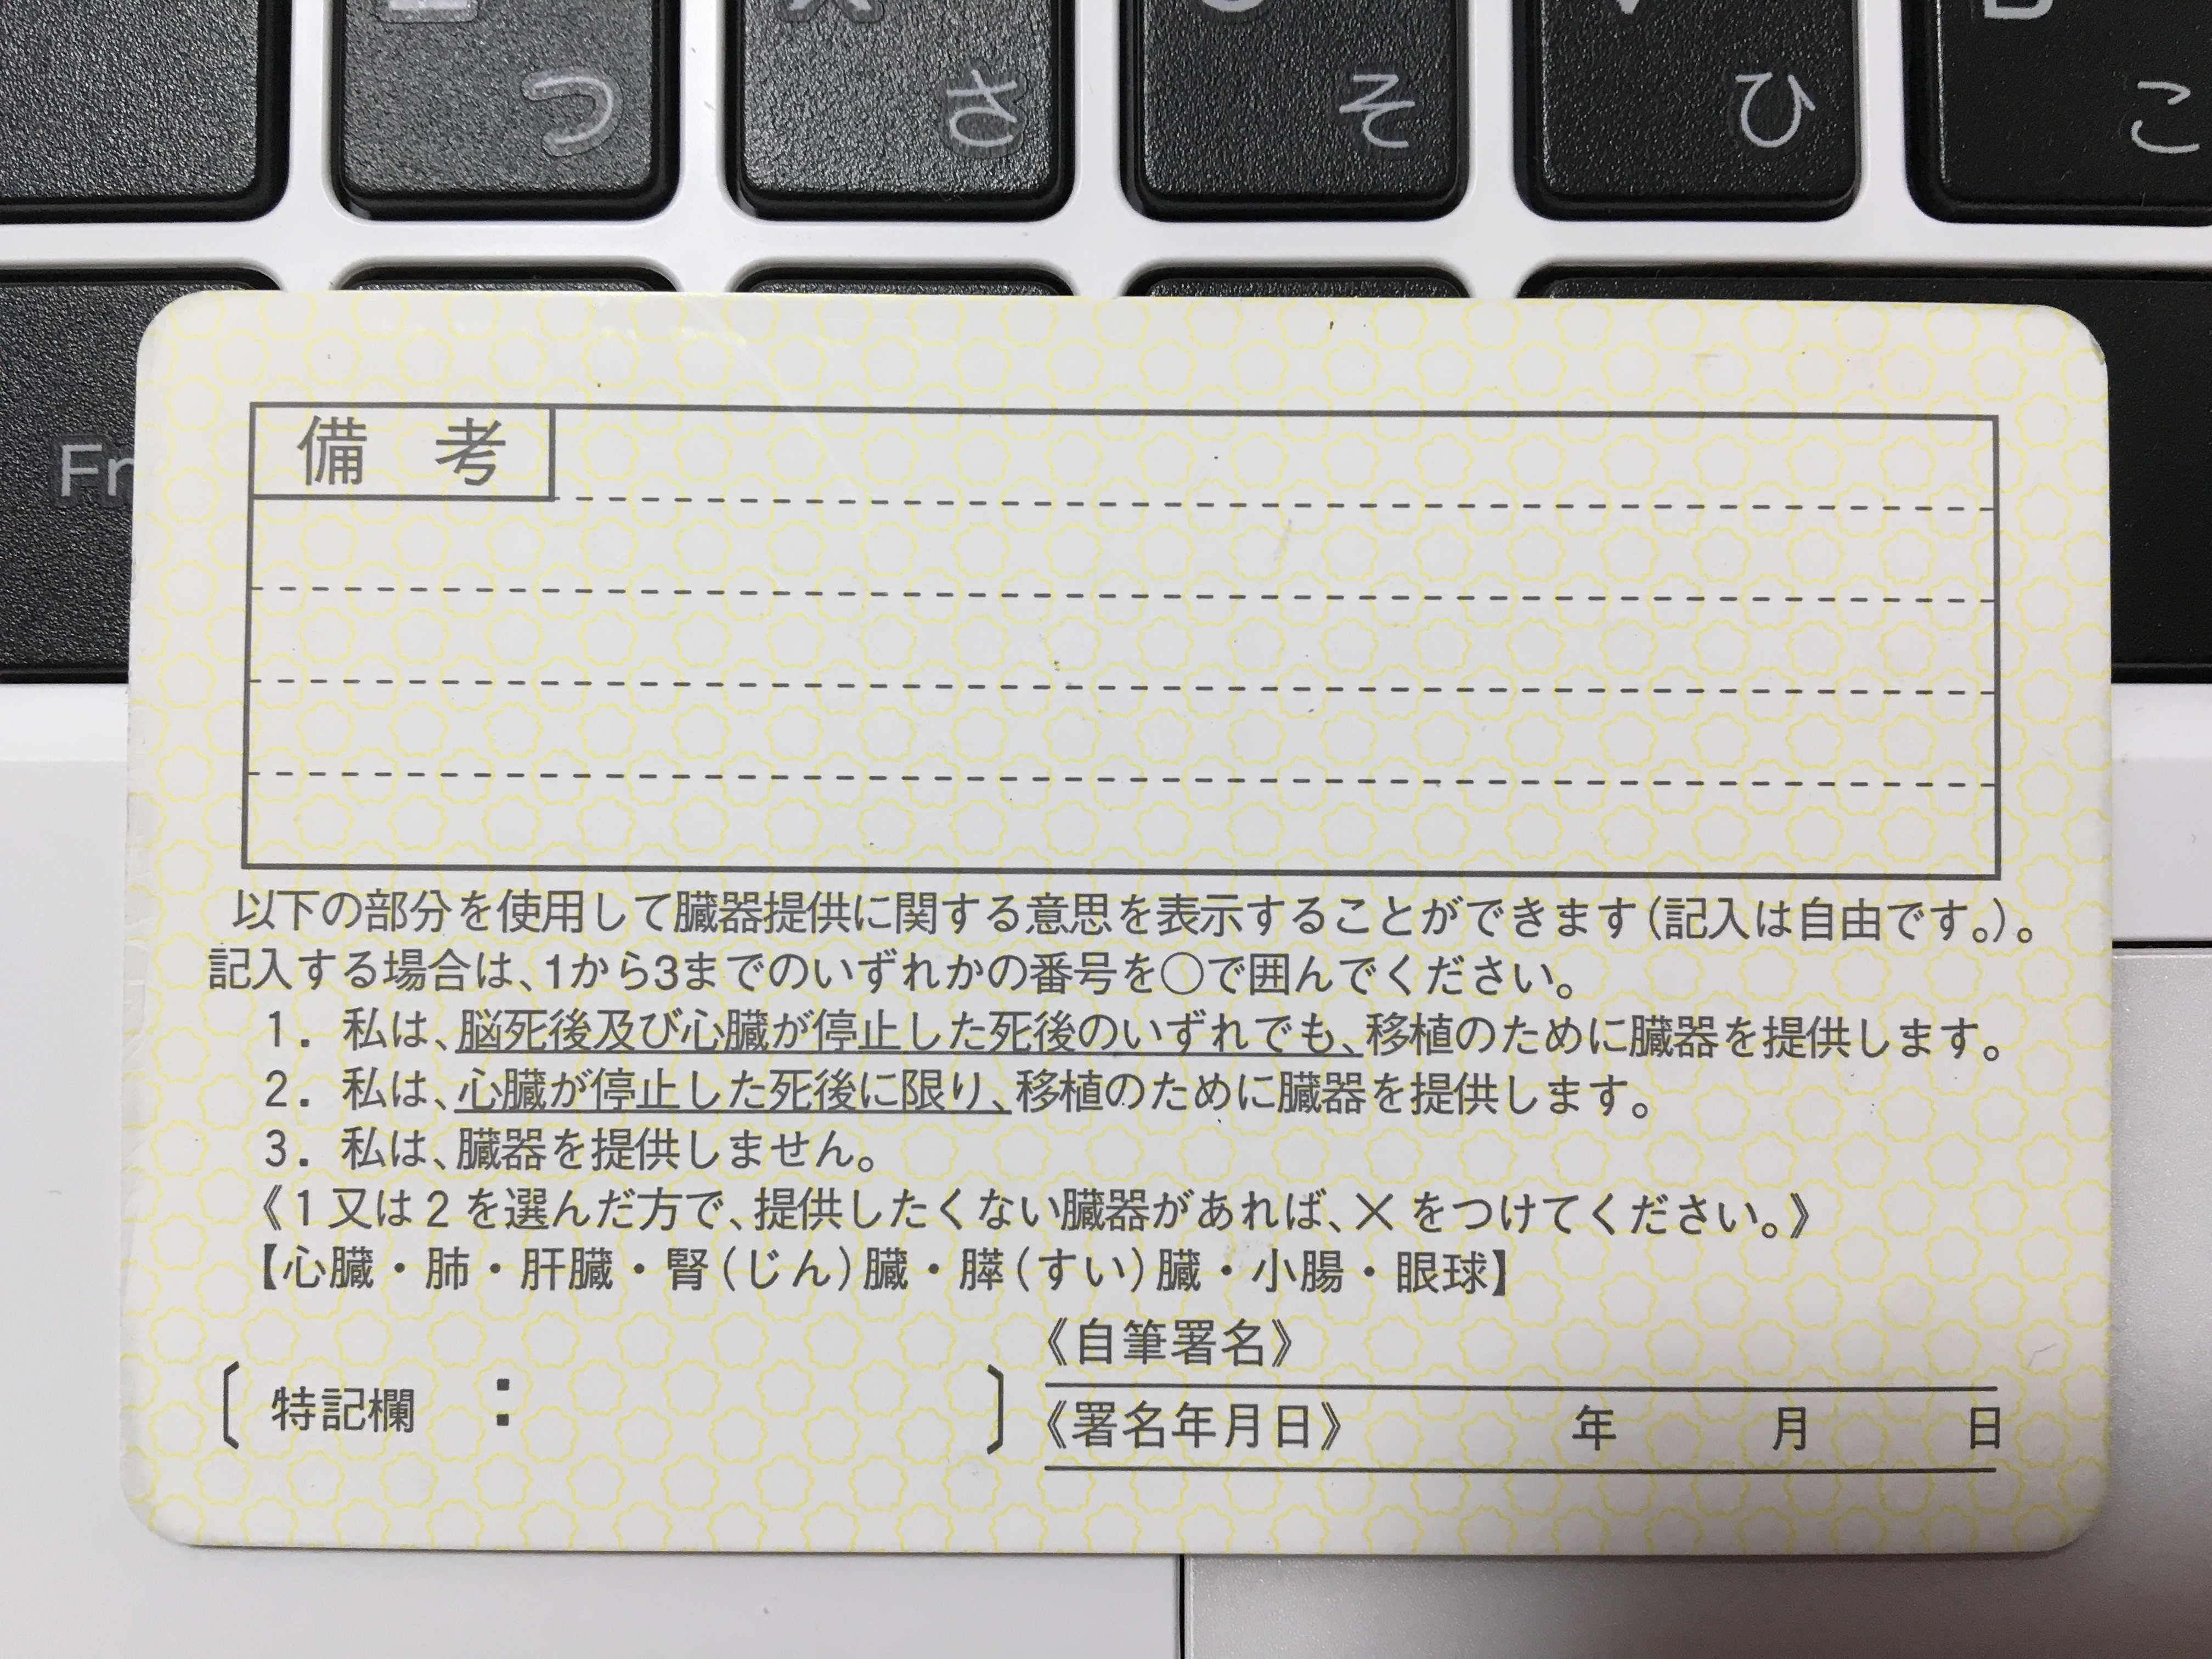 備考
以下の部分を使用して臓器提供に関する意思を表示することができます(記入は自由です。)。
記入する場合は、1から3までのいずれかの番号を○で囲んでください。
1. 私は、脳死後及び心臓が停止した死後のいずれでも、移植のために臓器を提供します。
2. 私は、心臓が停止した死後に限り、移植のために臓器を提供します。
3. 私は、臓器を提供しません。
《1又は2を選んだ方で、提供したくない臓器があれば、×をつけてください。》
【心臓・肺・肝臓・腎(じん)臓・膵(すい)臓・小腸・眼球】
〔特記欄:〕
《自筆署名》
《署名年月日》 年 月 日
っ
さ
そ
こ